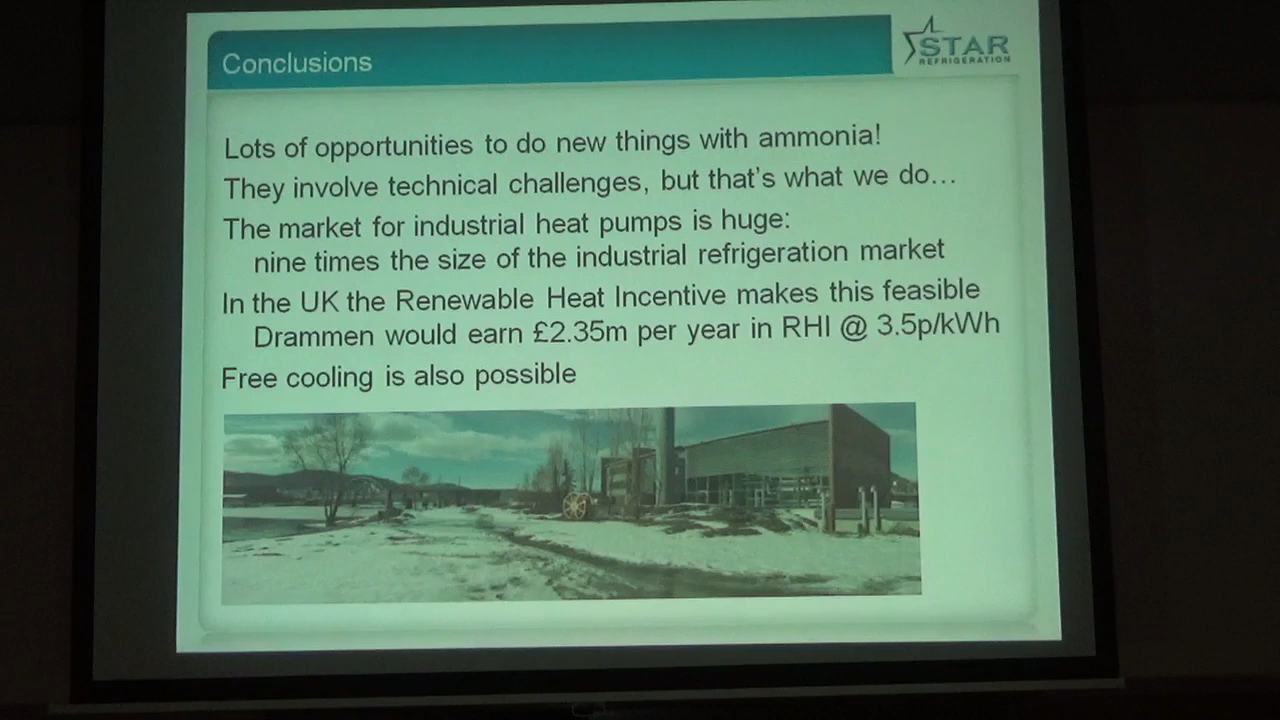 Conclusions
STAR
REFRIGERATION
Lots of opportunities to do new things with ammonia!
They involve technical challenges, but that's what we do…
The market for industrial heat pumps is huge:
nine times the size of the industrial refrigeration market
In the UK the Renewable Heat Incentive makes this feasible
Drammen would earn £2.35m per year in RHI @ 3.5p/kWh
Free cooling is also possible